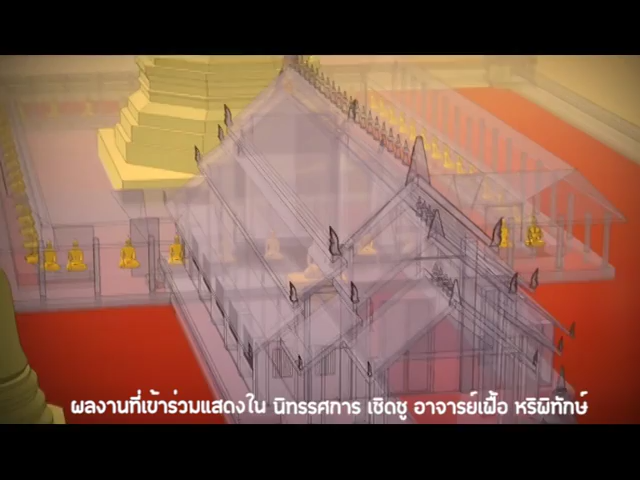 ผลงานที่เข้าร่วมแสดงใน นิทรรศการ เชิดชู อาจารย์เฟื้อ หริพิทักษ์